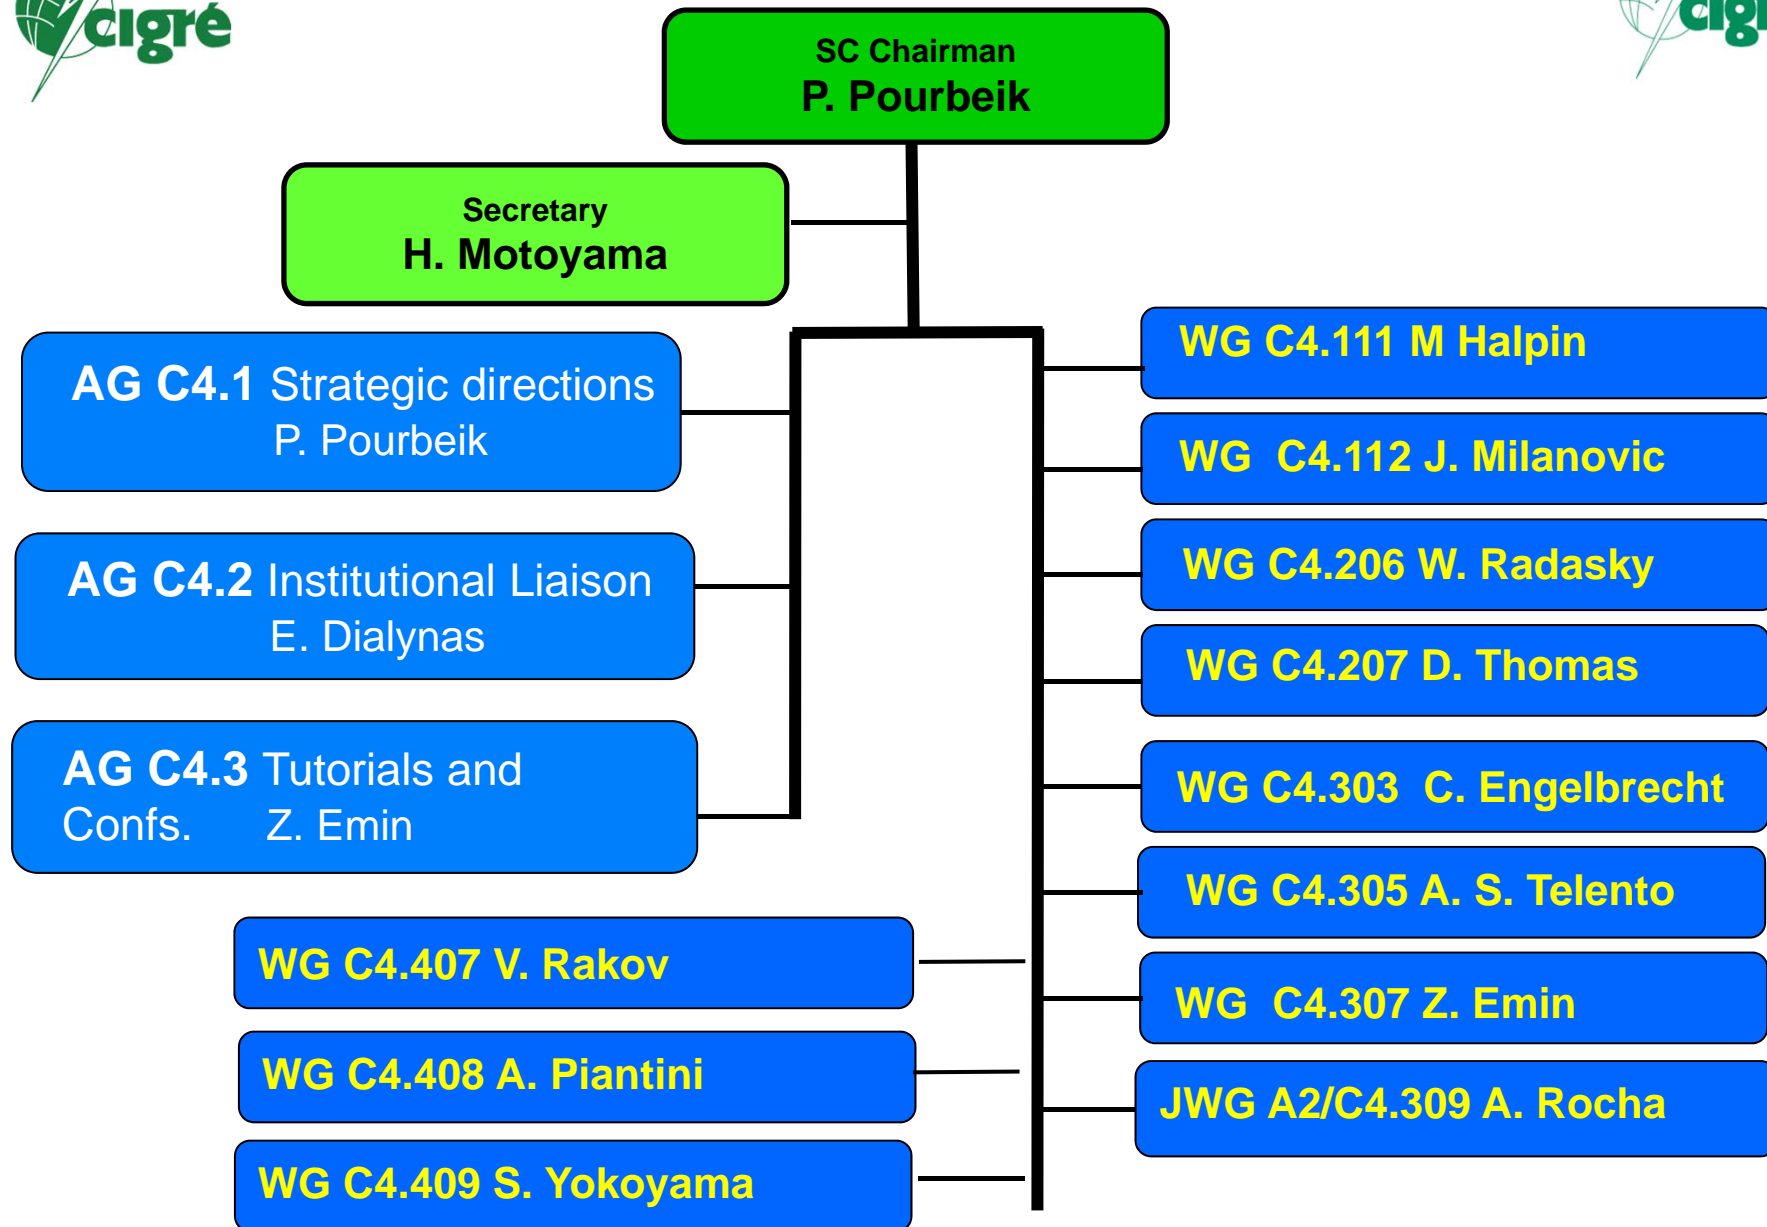 cigré
SC Chairman
P. Pourbeik
Secretary
H. Motoyama
AG C4.1 Strategic directions
P. Pourbeik
AG C4.2 Institutional Liaison
E. Dialynas
AG C4.3 Tutorials and
Confs. Z. Emin
WG C4.407 V. Rakov
WG C4.408 A. Piantini
WG C4.409 S. Yokoyama
WG C4.111 M Halpin
WG C4.112 J. Milanovic
WG C4.206 W. Radasky
WG C4.207 D. Thomas
WG C4.303 C. Engelbrecht
WG C4.305 A. S. Telento
WG C4.307 Z. Emin
JWG A2/C4.309 A. Rocha